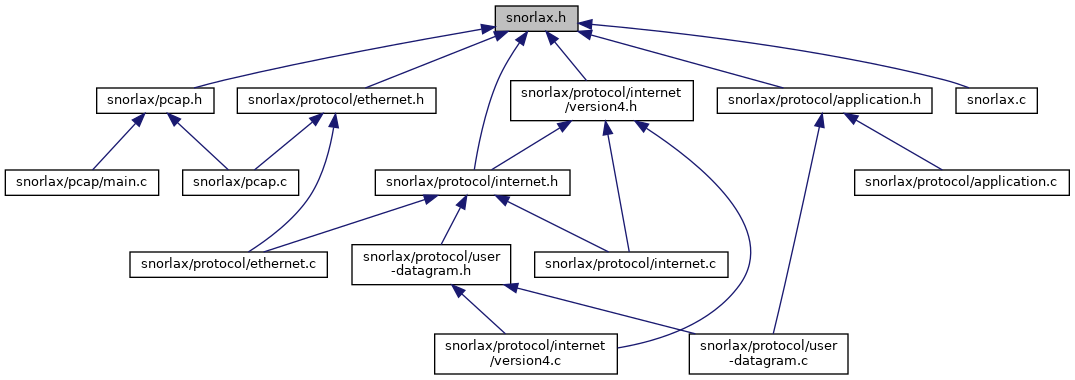 snorlax.h
snorlax/pcap.h
snorlax/protocol/ethernet.h
snorlax/protocol/internet
/version4.h
snorlax/protocol/application.h
snorlax.c
snorlax/pcap/main.c
snorlax/pcap.c
snorlax/protocol/internet.h
snorlax/protocol/application.c
snorlax/protocol/ethernet.c
snorlax/protocol/user
-datagram.h
snorlax/protocol/internet.c
snorlax/protocol/internet
/version4.c
snorlax/protocol/user
-datagram.c